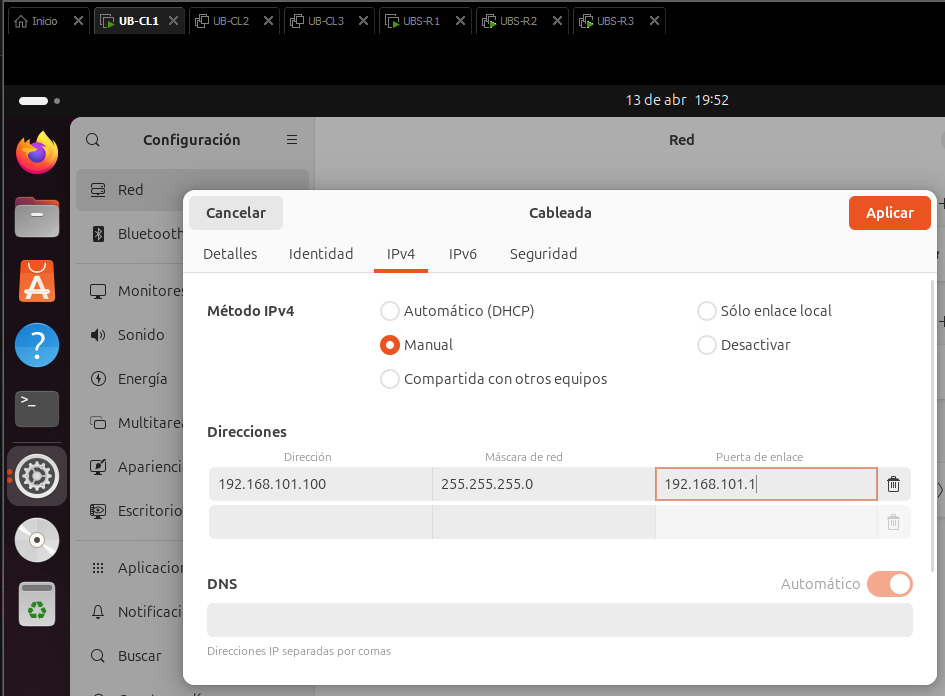 Inicio UB-CL1 UB-CL2 UB-CL3 UBS-R1 UBS-R2 UBS-R3
13 de abr 19:52
Configuración
Red
Red
Bluetooth
Monitores
Sonido
Energía
Multitarea
Aparienci
Escritorio
Aplicacion
Notificaci
Buscar
Cancelar Cableada Aplicar
Detalles Identidad IPv4 IPv6 Seguridad
Método IPv4 Automático (DHCP) Sólo enlace local
Manual Desactivar
Compartida con otros equipos
Direcciones
Dirección Máscara de red Puerta de enlace
192.168.101.100 255.255.255.0 192.168.101.1
DNS Automático
Direcciones IP separadas por comas